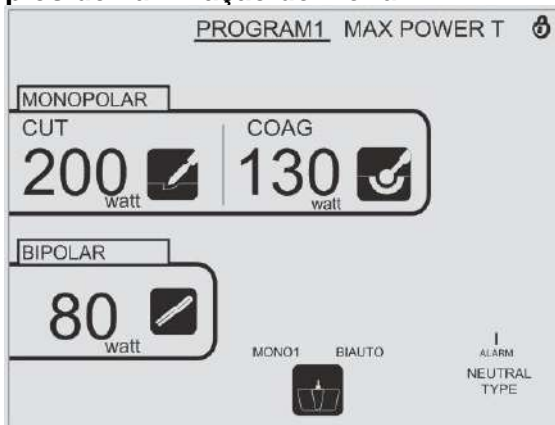 PROGRAM1 MAX POWER T
MONOPOLAR
CUT COAG
200 watt 130 watt
BIPOLAR
80 watt
MONO1 BIAUTO
ALARM
NEUTRAL
TYPE